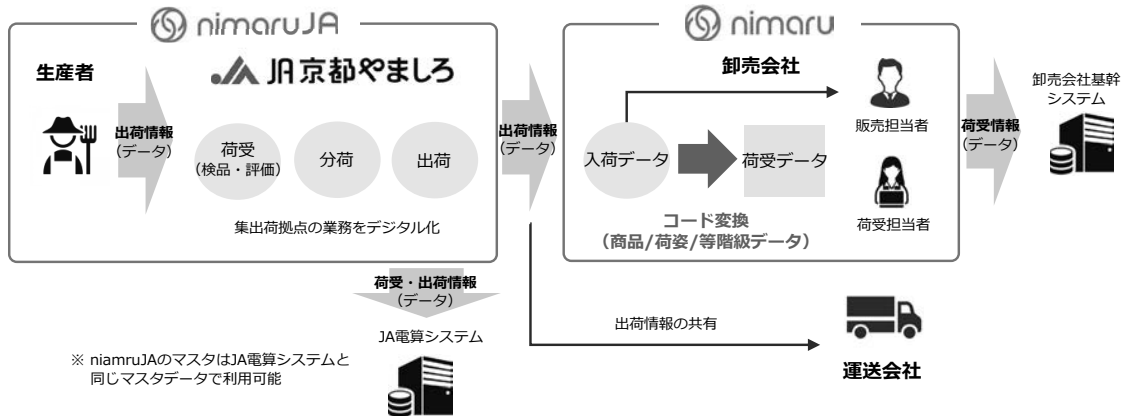 nimaruJA
生産者
JA京都やましろ
出荷情報
（データ）
荷受
（検品・評価）
分荷
出荷
集出荷拠点の業務をデジタル化
出荷情報
（データ）
nimaru
卸売会社
入荷データ
荷受データ
コード変換
（商品/荷姿/等階級データ）
販売担当者
荷受担当者
荷受情報
（データ）
卸売会社基幹
システム
荷受・出荷情報
（データ）
JA電算システム
※ niamruJAのマスタはJA電算システムと
同じマスタデータで利用可能
出荷情報の共有
運送会社